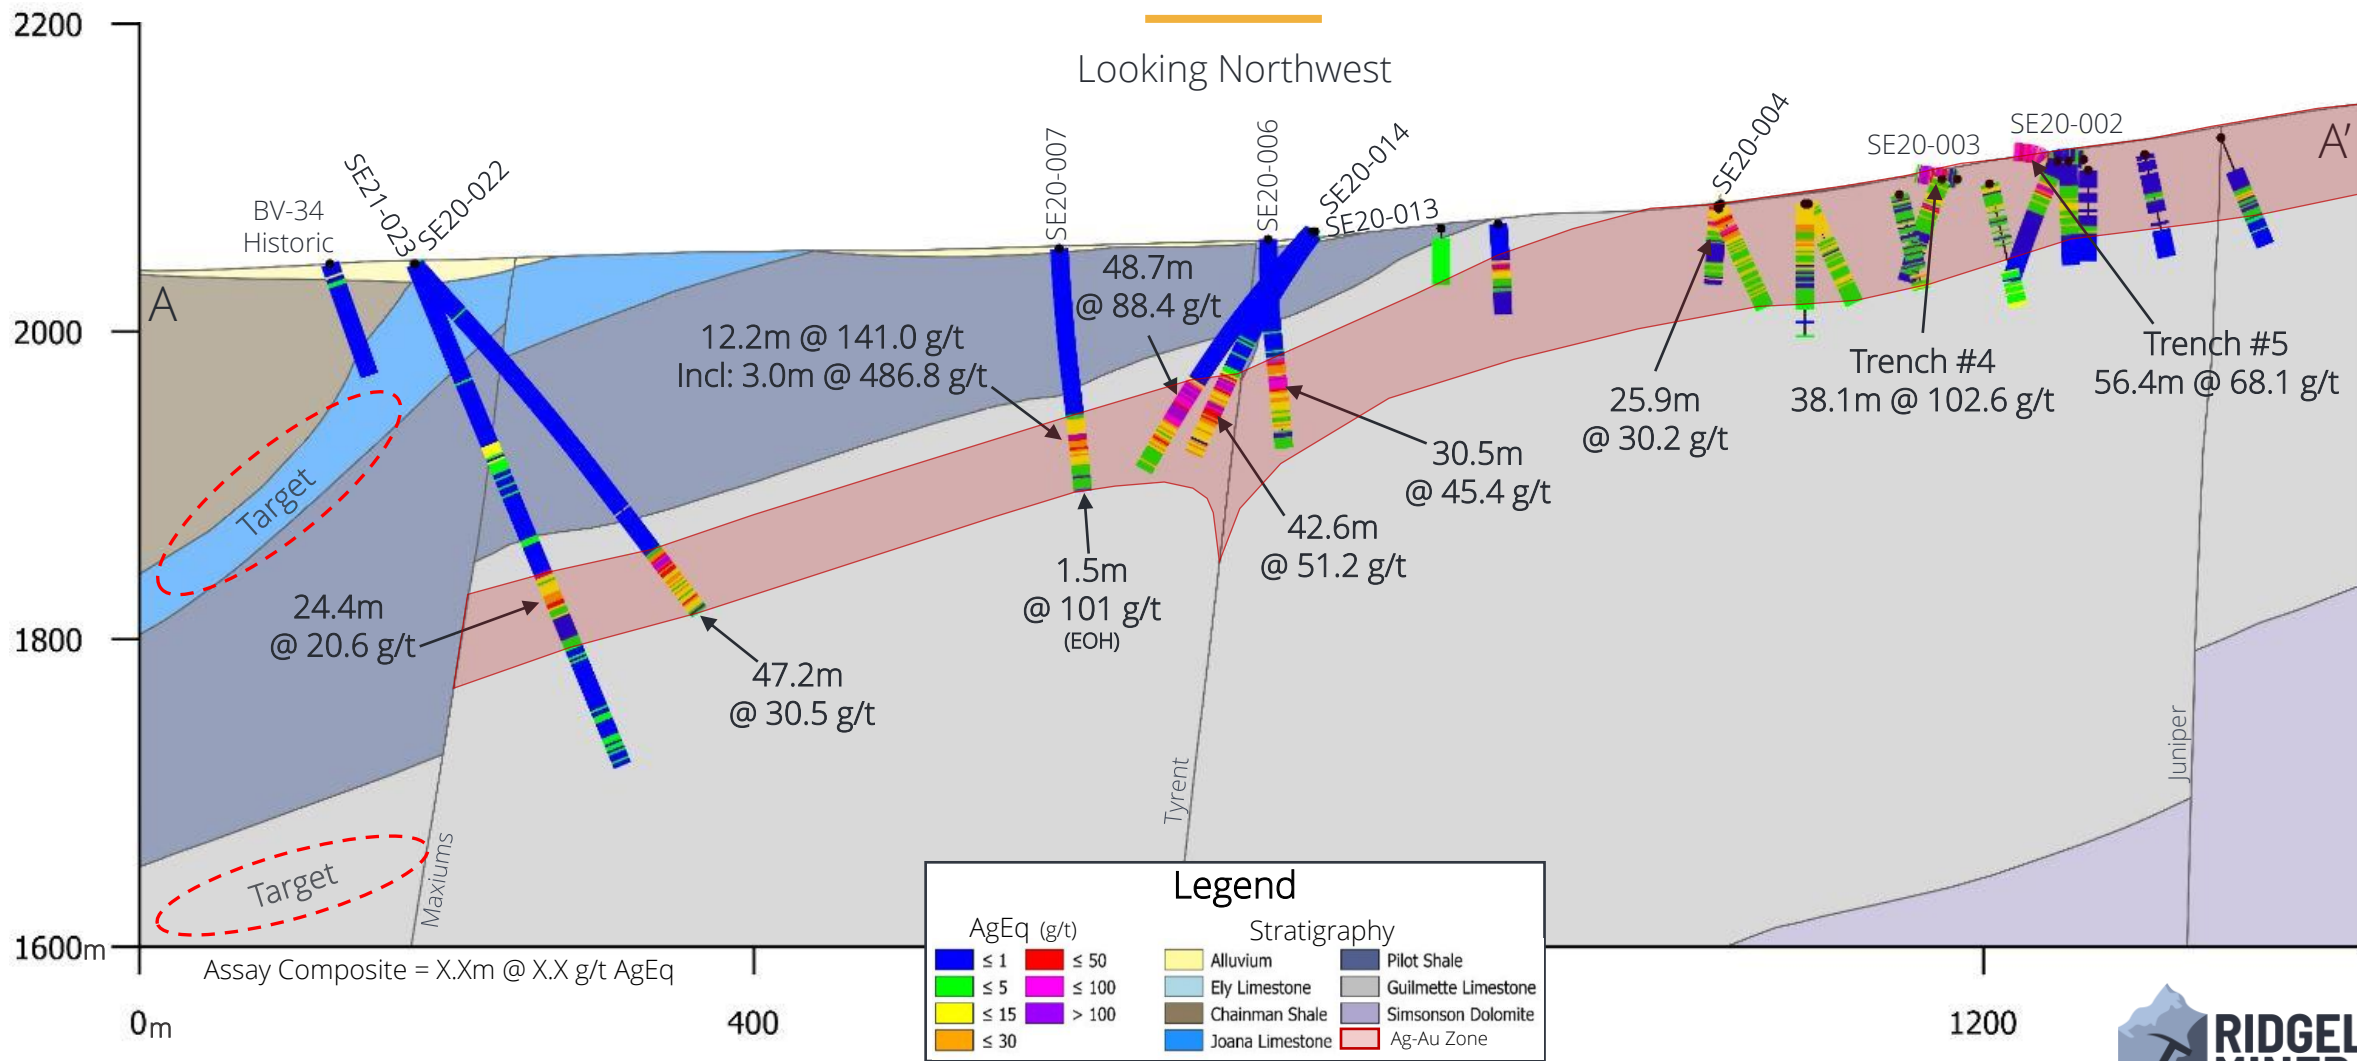 2200
Looking Northwest
SE20-007
SE20-006
SE20-014
SE20-013
SE20-004
SE20-003
SE20-002
A'
SE21-023
SE20-022
BV-34
Historic
A
48.7m
@ 88.4 g/t
12.2m @ 141.0 g/t
Incl: 3.0m @ 486.8 g/t
2000
Trench #4
38.1m @ 102.6 g/t
Trench #5
56.4m @ 68.1 g/t
25.9m
@ 30.2 g/t
30.5m
@ 45.4 g/t
42.6m
@ 51.2 g/t
Target
1.5m
@ 101 g/t
(EOH)
24.4m
@ 20.6 g/t
1800
47.2m
@ 30.5 g/t
Juniper
Tyrent
Maxiums
Target
1600m
Assay Composite = X.Xm @ X.X g/t AgEq
0m
400
1200
Legend
AgEq (g/t)
≤ 1
≤ 50
≤ 5
≤ 100
≤ 15
> 100
≤ 30
Stratigraphy
Alluvium
Pilot Shale
Ely Limestone
Guilmette Limestone
Chainman Shale
Simsonson Dolomite
Joana Limestone
Ag-Au Zone
RIDGEL